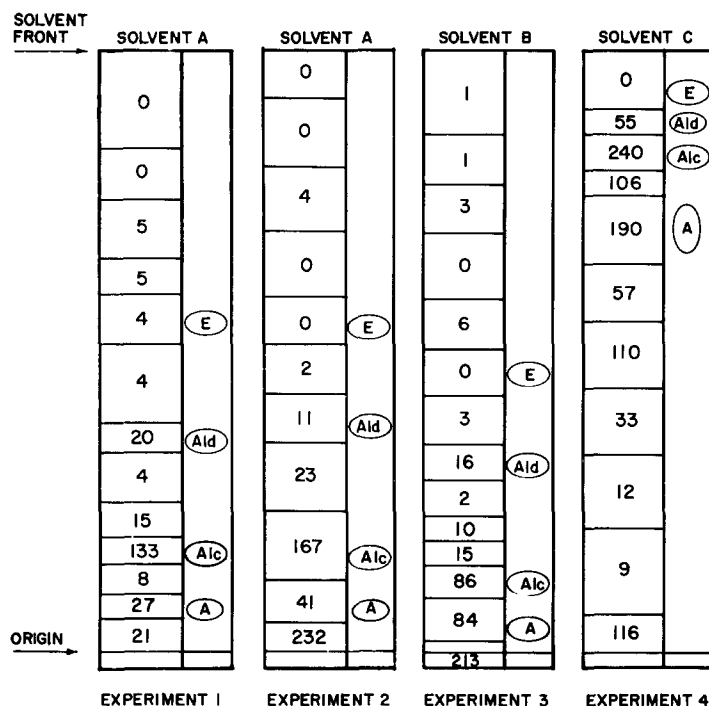 SOLVENT
FRONT
SOLVENT A
SOLVENT A
SOLVENT B
SOLVENT C
0
0
5
5
4
4
20
4
15
133
8
27
21
E
Ald
Alc
A
0
0
4
0
0
2
11
23
167
41
232
E
Ald
Alc
A
1
1
3
0
6
0
3
16
2
10
15
86
84
213
E
Ald
Alc
A
0
55
240
106
190
57
110
33
12
9
116
E
Ald
Alc
A
ORIGIN
EXPERIMENT 1
EXPERIMENT 2
EXPERIMENT 3
EXPERIMENT 4